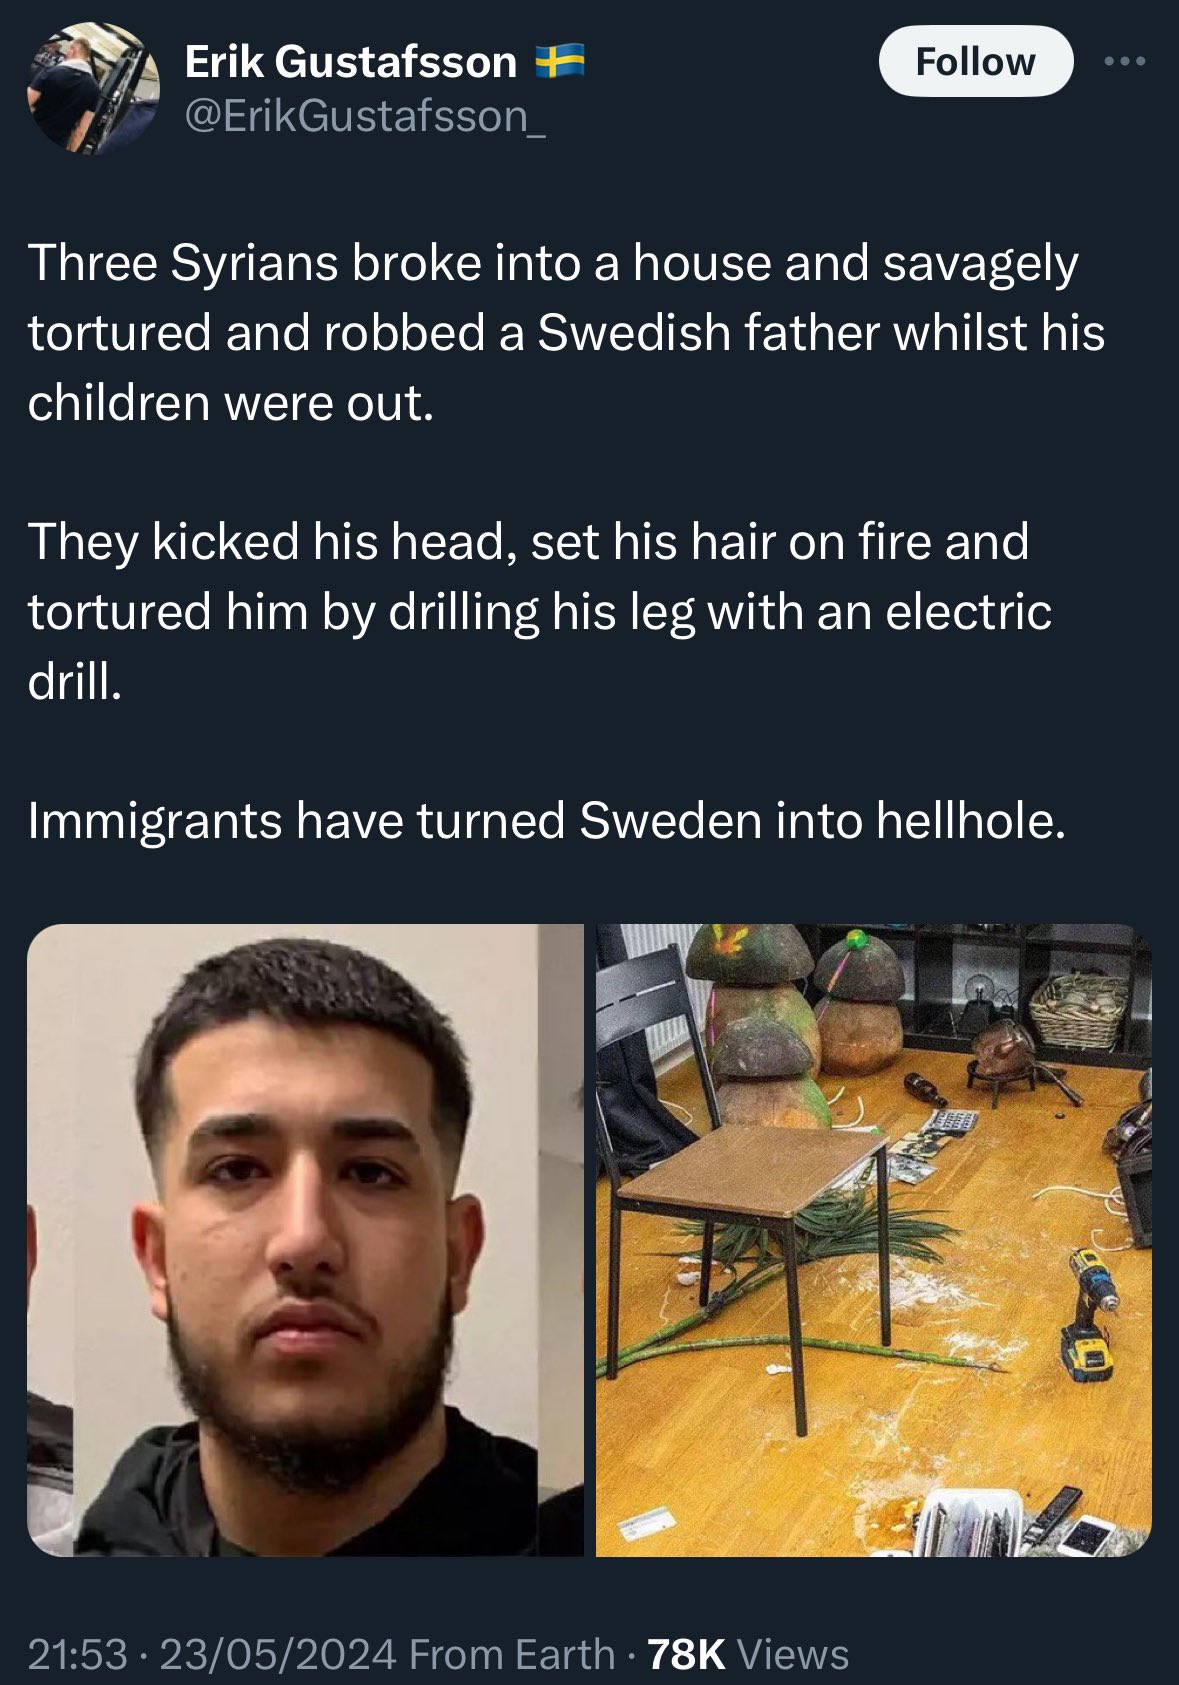 Erik Gustafsson 🇸🇪
Follow
@ErikGustafsson_
Three Syrians broke into a house and savagely
tortured and robbed a Swedish father whilst his
children were out.
They kicked his head, set his hair on fire and
tortured him by drilling his leg with an electric
drill.
Immigrants have turned Sweden into hellhole.
21:53 · 23/05/2024 From Earth · 78K Views